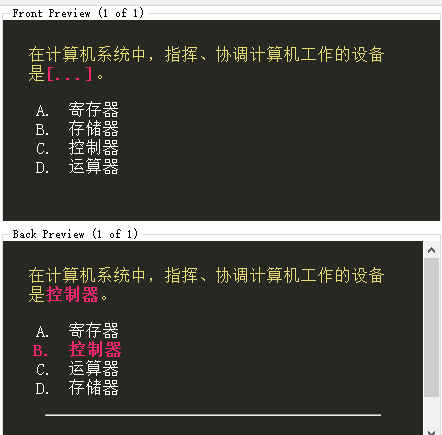 Front Preview (1 of 1)
在计算机系统中，指挥、协调计算机工作的设备
是[...]。
A. 寄存器
B. 存储器
C. 控制器
D. 运算器
Back Preview (1 of 1)
在计算机系统中，指挥、协调计算机工作的设备
是控制器。
A. 寄存器
B. 控制器
C. 运算器
D. 存储器